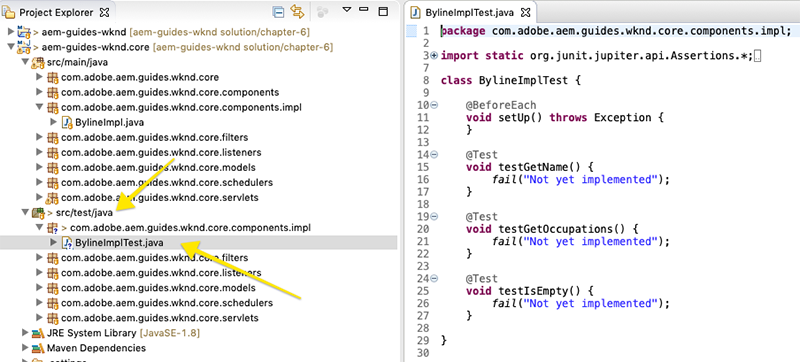 Project Explorer
> aem-guides-wknd [aem-guides-wknd solution/chapter-6]
> aem-guides-wknd.core [aem-guides-wknd solution/chapter-6]
src/main/java
com.adobe.aem.guides.wknd.core
com.adobe.aem.guides.wknd.core.components
com.adobe.aem.guides.wknd.core.components.impl
BylineImpl.java
com.adobe.aem.guides.wknd.core.filters
com.adobe.aem.guides.wknd.core.listeners
com.adobe.aem.guides.wknd.core.models
com.adobe.aem.guides.wknd.core.schedulers
com.adobe.aem.guides.wknd.core.servlets
> src/test/java
> com.adobe.aem.guides.wknd.core.components.impl
BylineImplTest.java
com.adobe.aem.guides.wknd.core.filters
com.adobe.aem.guides.wknd.core.listeners
com.adobe.aem.guides.wknd.core.models
com.adobe.aem.guides.wknd.core.schedulers
com.adobe.aem.guides.wknd.core.servlets
JRE System Library [JavaSE-1.8]
Maven Dependencies
BylineImplTest.java
1 package com.adobe.aem.guides.wknd.core.components.impl;
2
3 import static org.junit.jupiter.api.Assertions.*;
7
8 class BylineImplTest {
9
10 @BeforeEach
11 void setUp() throws Exception {
12 }
13
14 @Test
15 void testGetName() {
16 fail("Not yet implemented");
17 }
18
19 @Test
20 void testGetOccupations() {
21 fail("Not yet implemented");
22 }
23
24 @Test
25 void testIsEmpty() {
26 fail("Not yet implemented");
27 }
28
29 }
30